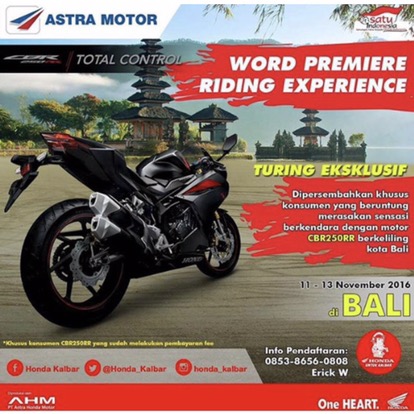 ASTRA MOTOR
satu
Indonesia
CBR250RR TOTAL CONTROL
WORD PREMIERE
RIDING EXPERIENCE
TURING EKSKLUSIF
Dipersembahkan khusus
konsumen yang beruntung
merasakan sensasi
berkendara dengan motor
CBR250RR berkeliling
kota Bali
11 - 13 November 2016
di BALI
*Khusus konsumen CBR250RR yang sudah melakukan pembayaran fee
Honda Kalbar
@Honda_Kalbar
honda_kalbar
Info Pendaftaran:
0853-8656-0808
Erick W
HONDA
AHM
PT Astra Honda Motor
One HEART.
HONDA